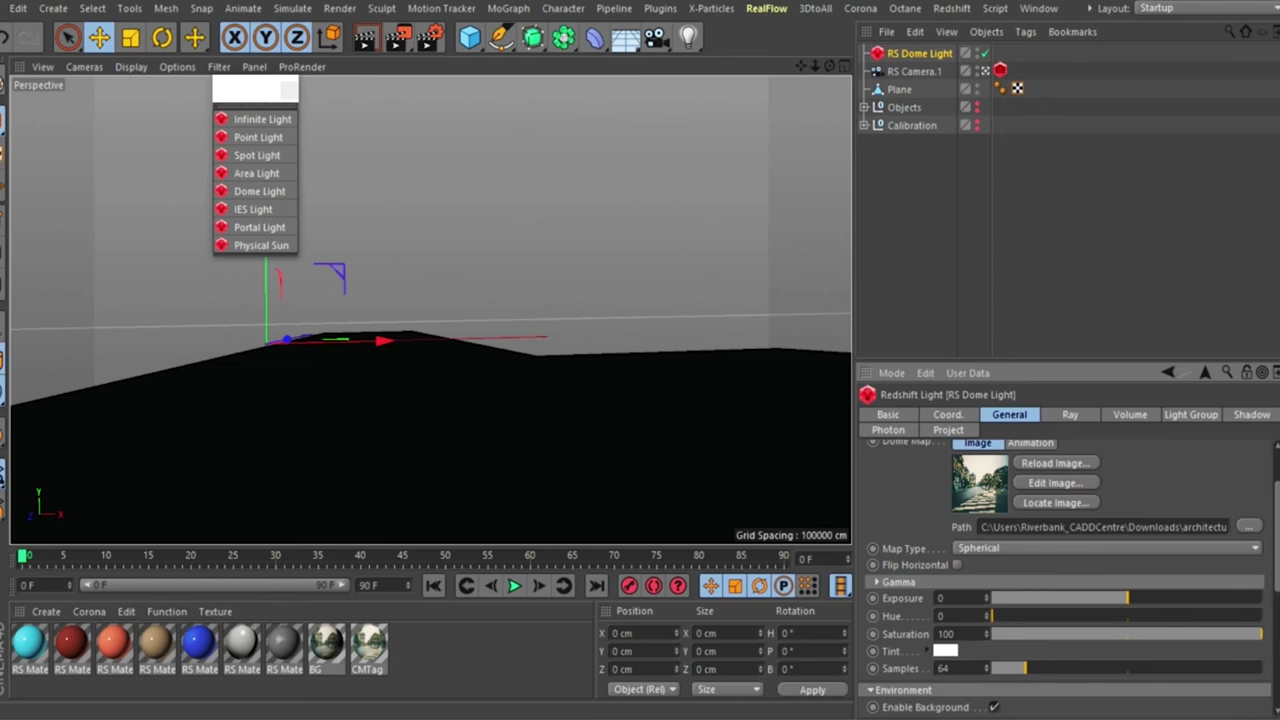 Edit Create Select Tools Mesh Snap Animate Simulate Render Sculpt Motion Tracker MoGraph Character Pipeline Plugins X-Particles RealFlow 3DtoAll Corona Octane Redshift Script Window Layout: Startup
X Y Z
File Edit View Objects Tags Bookmarks
RS Dome Light
RS Camera.1
Plane
Objects
Calibration
View Cameras Display Options Filter Panel ProRender
Perspective
Infinite Light
Point Light
Spot Light
Area Light
Dome Light
IES Light
Portal Light
Physical Sun
Y
Z X
Grid Spacing : 100000 cm
Mode Edit User Data
Redshift Light [RS Dome Light]
Basic Coord. General Ray Volume Light Group Shadow
Photon Project
Dome Map... Image Animation
Reload Image...
Edit Image...
Locate Image...
Path C:\Users\Riverbank_CADDCentre\Downloads\architectu ...
Map Type.... Spherical
Flip Horizontal
Gamma
Exposure 0
Hue.... 0
Saturation 100
Tint....
Samples. 64
Environment
Enable Background
0 5 10 15 20 25 30 35 40 45 50 55 60 65 70 75 80 85 90 0 F
0 F 0 F 90 F 90 F
Create Corona Edit Function Texture
RS Mate RS Mate RS Mate RS Mate RS Mate RS Mate RS Mate BG CMTag
Position Size Rotation
X 0 cm X 0 cm H 0 °
Y 0 cm Y 0 cm P 0 °
Z 0 cm Z 0 cm B 0 °
Object (Rel) Size Apply
CINEMA 4D